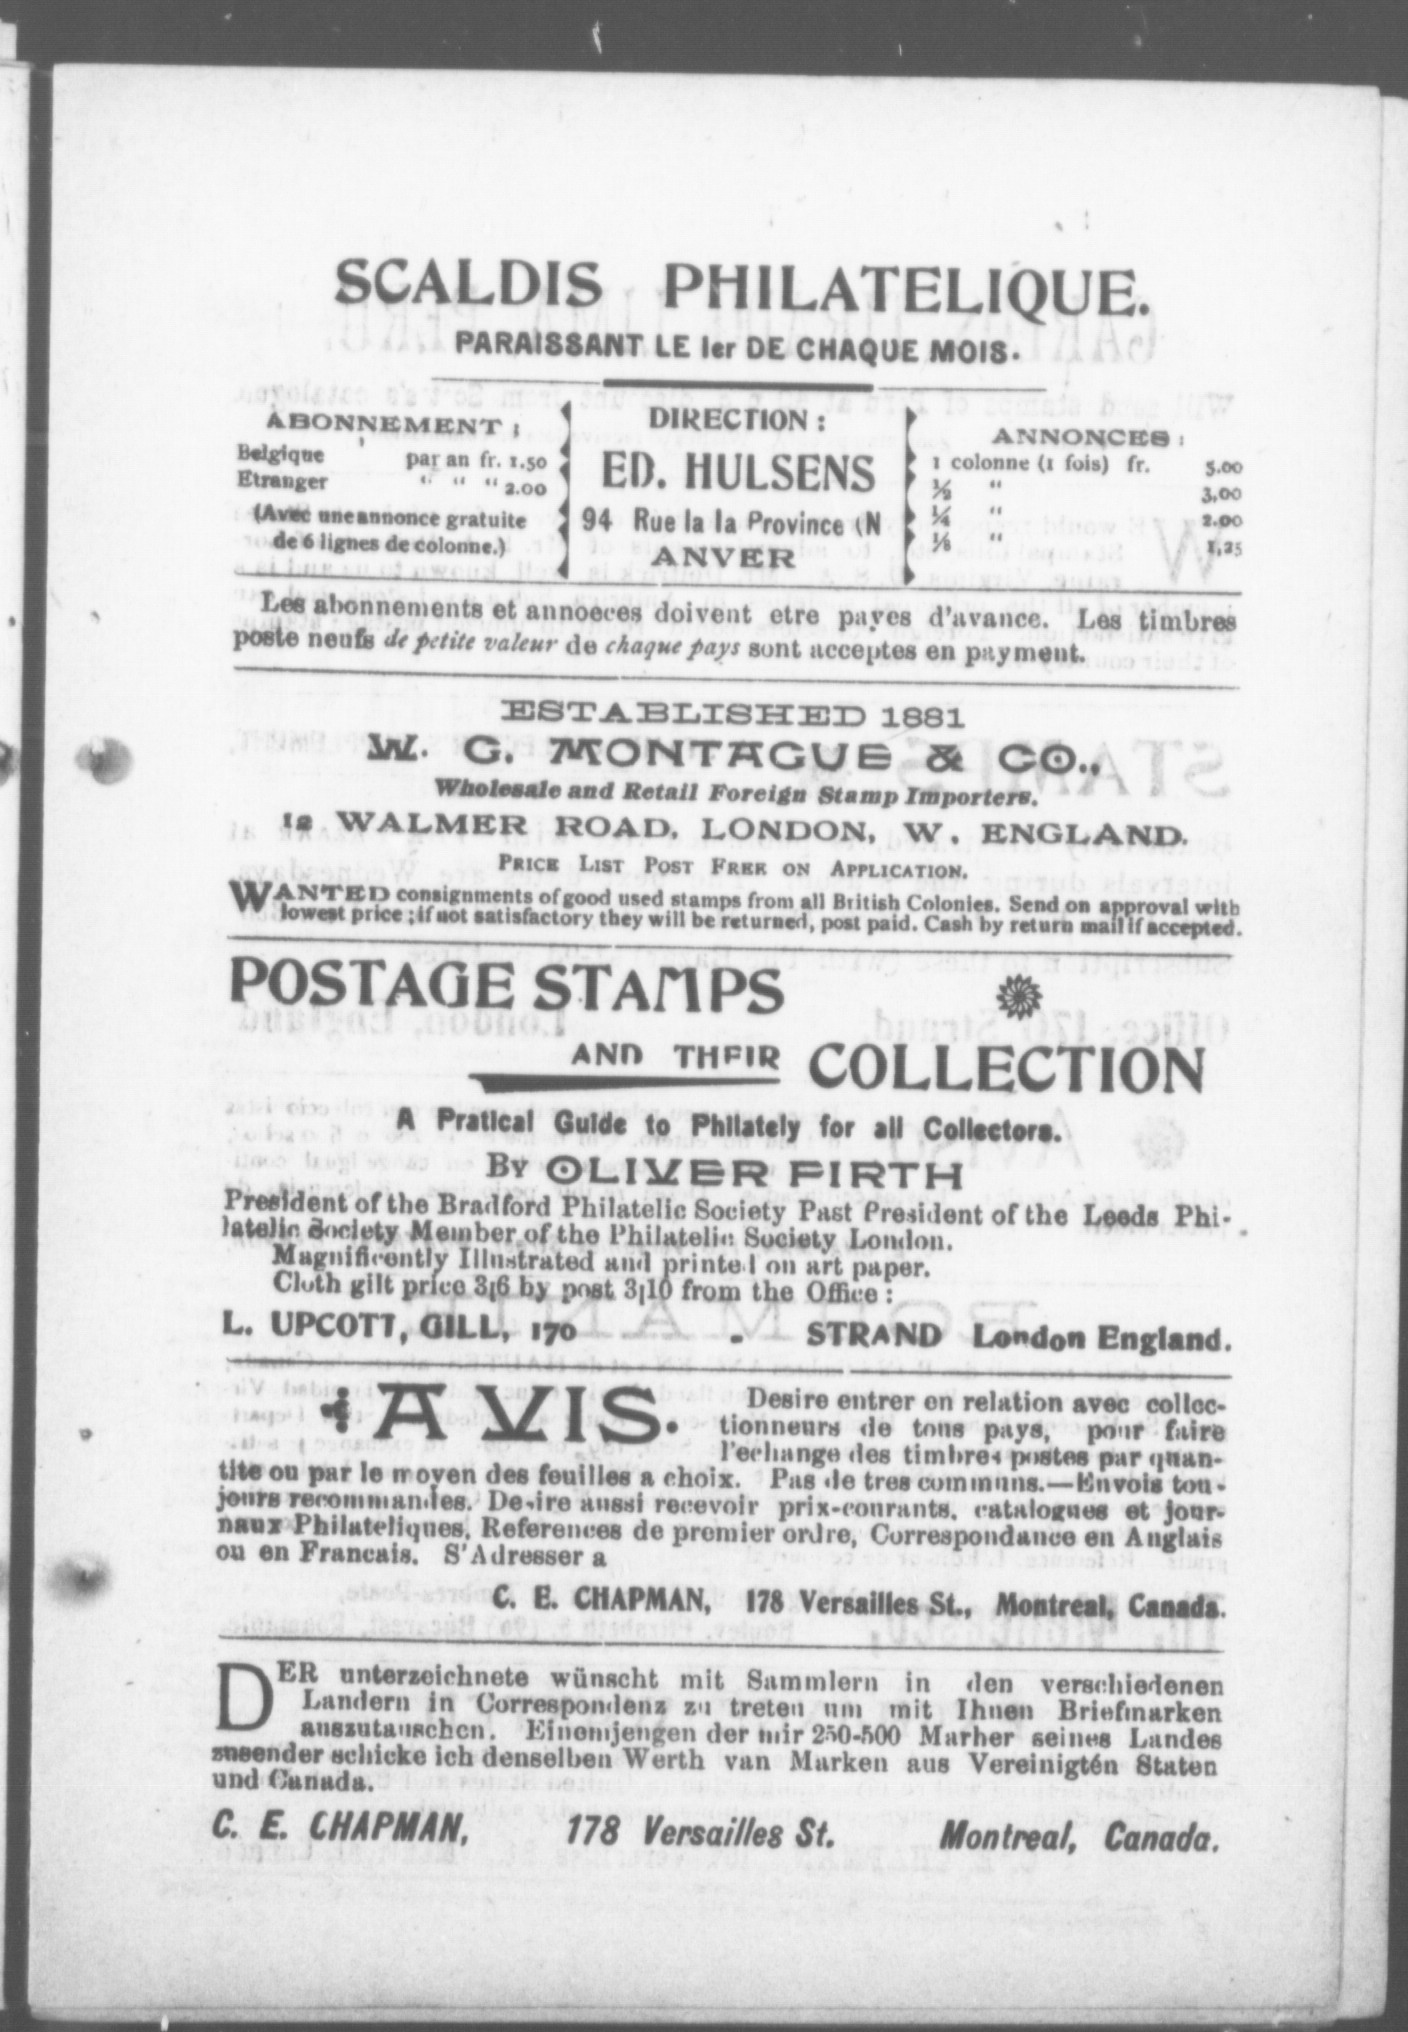 SCALDIS PHILATELIQUE.
PARAISSANT LE Ier DE CHAQUE MOIS.
ABONNEMENT ;
Belgique par an fr. 1.50
Etranger “ “ “ 2.00
(Avec une annonce gratuite
de 6 lignes de colonne.)
DIRECTION :
ED. HULSENS
94 Rue la la Province (N
ANVER
ANNONCES :
1 colonne (1 fois) fr. 5.00
½ “ 3,00
¼ “ 2.00
⅛ “ 1,25
Les abonnements et annoeces doivent etre payes d'avance. Les timbres
poste neufs de petite valeur de chaque pays sont acceptes en payment.
ESTABLISHED 1881
W. G. MONTAGUE & CO.,
Wholesale and Retail Foreign Stamp Importers.
12 WALMER ROAD, LONDON, W. ENGLAND.
PRICE LIST POST FREE ON APPLICATION.
WANTED consignments of good used stamps from all British Colonies. Send on approval with
lowest price ; if not satisfactory they will be returned, post paid. Cash by return mail if accepted.
POSTAGE STAMPS
AND THEIR COLLECTION
A Pratical Guide to Philately for all Collectors.
By OLIVER FIRTH
President of the Bradford Philatelic Society Past President of the Leeds Phi-
latelic Society Member of the Philatelic Society London.
Magnificently Illustrated and printed on art paper.
Cloth gilt price 3|6 by post 3|10 from the Office :
L. UPCOTT, GILL, 170 - STRAND London England.
AVIS. Desire entrer en relation avec collec-
tionneurs de tous pays, pour faire
l'echange des timbres postes par quan-
tite ou par le moyen des feuilles a choix. Pas de tres communs.—Envois tou-
jours recommandes. Desire aussi recevoir prix-courants, catalogues et jour-
naux Philateliques, References de premier ordre, Correspondance en Anglais
ou en Francais. S'Adresser a
C. E. CHAPMAN, 178 Versailles St., Montreal, Canada.
DER unterzeichnete wünscht mit Sammlern in den verschiedenen
Landern in Correspondenz zu treten um mit Ihnen Briefmarken
auszutauschen. Einemjengen der mir 250-500 Marher seines Landes
zusender schicke ich denselben Werth van Marken aus Vereinigtén Staten
und Canada.
C. E. CHAPMAN, 178 Versailles St. Montreal, Canada.